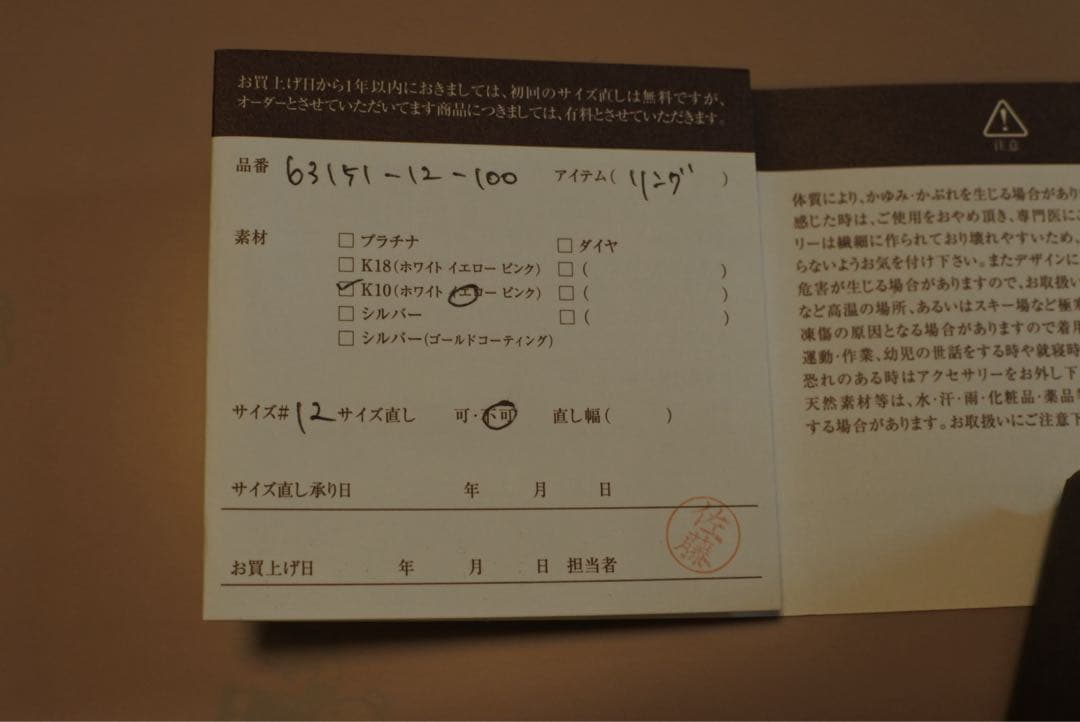 お買上げ日から1年以内におきましては、初回のサイズ直しは無料ですが、
オーダーとさせていただいてます商品につきましては、有料とさせていただきます。
品番 63151-12-100 アイテム( リング )
素材
□ プラチナ □ ダイヤ
□ K18(ホワイト イエロー ピンク) □ ( )
☑ K10(ホワイト イエロー ピンク) □ ( )
□ シルバー □ ( )
□ シルバー(ゴールドコーティング)
サイズ# 12 サイズ直し 可・不可 直し幅( )
サイズ直し承り日 年 月 日
お買上げ日 年 月 日 担当者 佐藤
注意
体質により、かゆみ・かぶれを生じる場合があり
感じた時は、ご使用をおやめ頂き、専門医に
リーは繊細に作られており壊れやすいため、
らないようお気を付け下さい。またデザインに
危害が生じる場合がありますので、お取扱い
など高温の場所、あるいはスキー場など極寒
凍傷の原因となる場合がありますので着用
運動・作業、幼児の世話をする時や就寝時
恐れのある時はアクセサリーをお外し下
天然素材等は、水・汗・雨・化粧品・薬品
する場合があります。お取扱いにご注意下